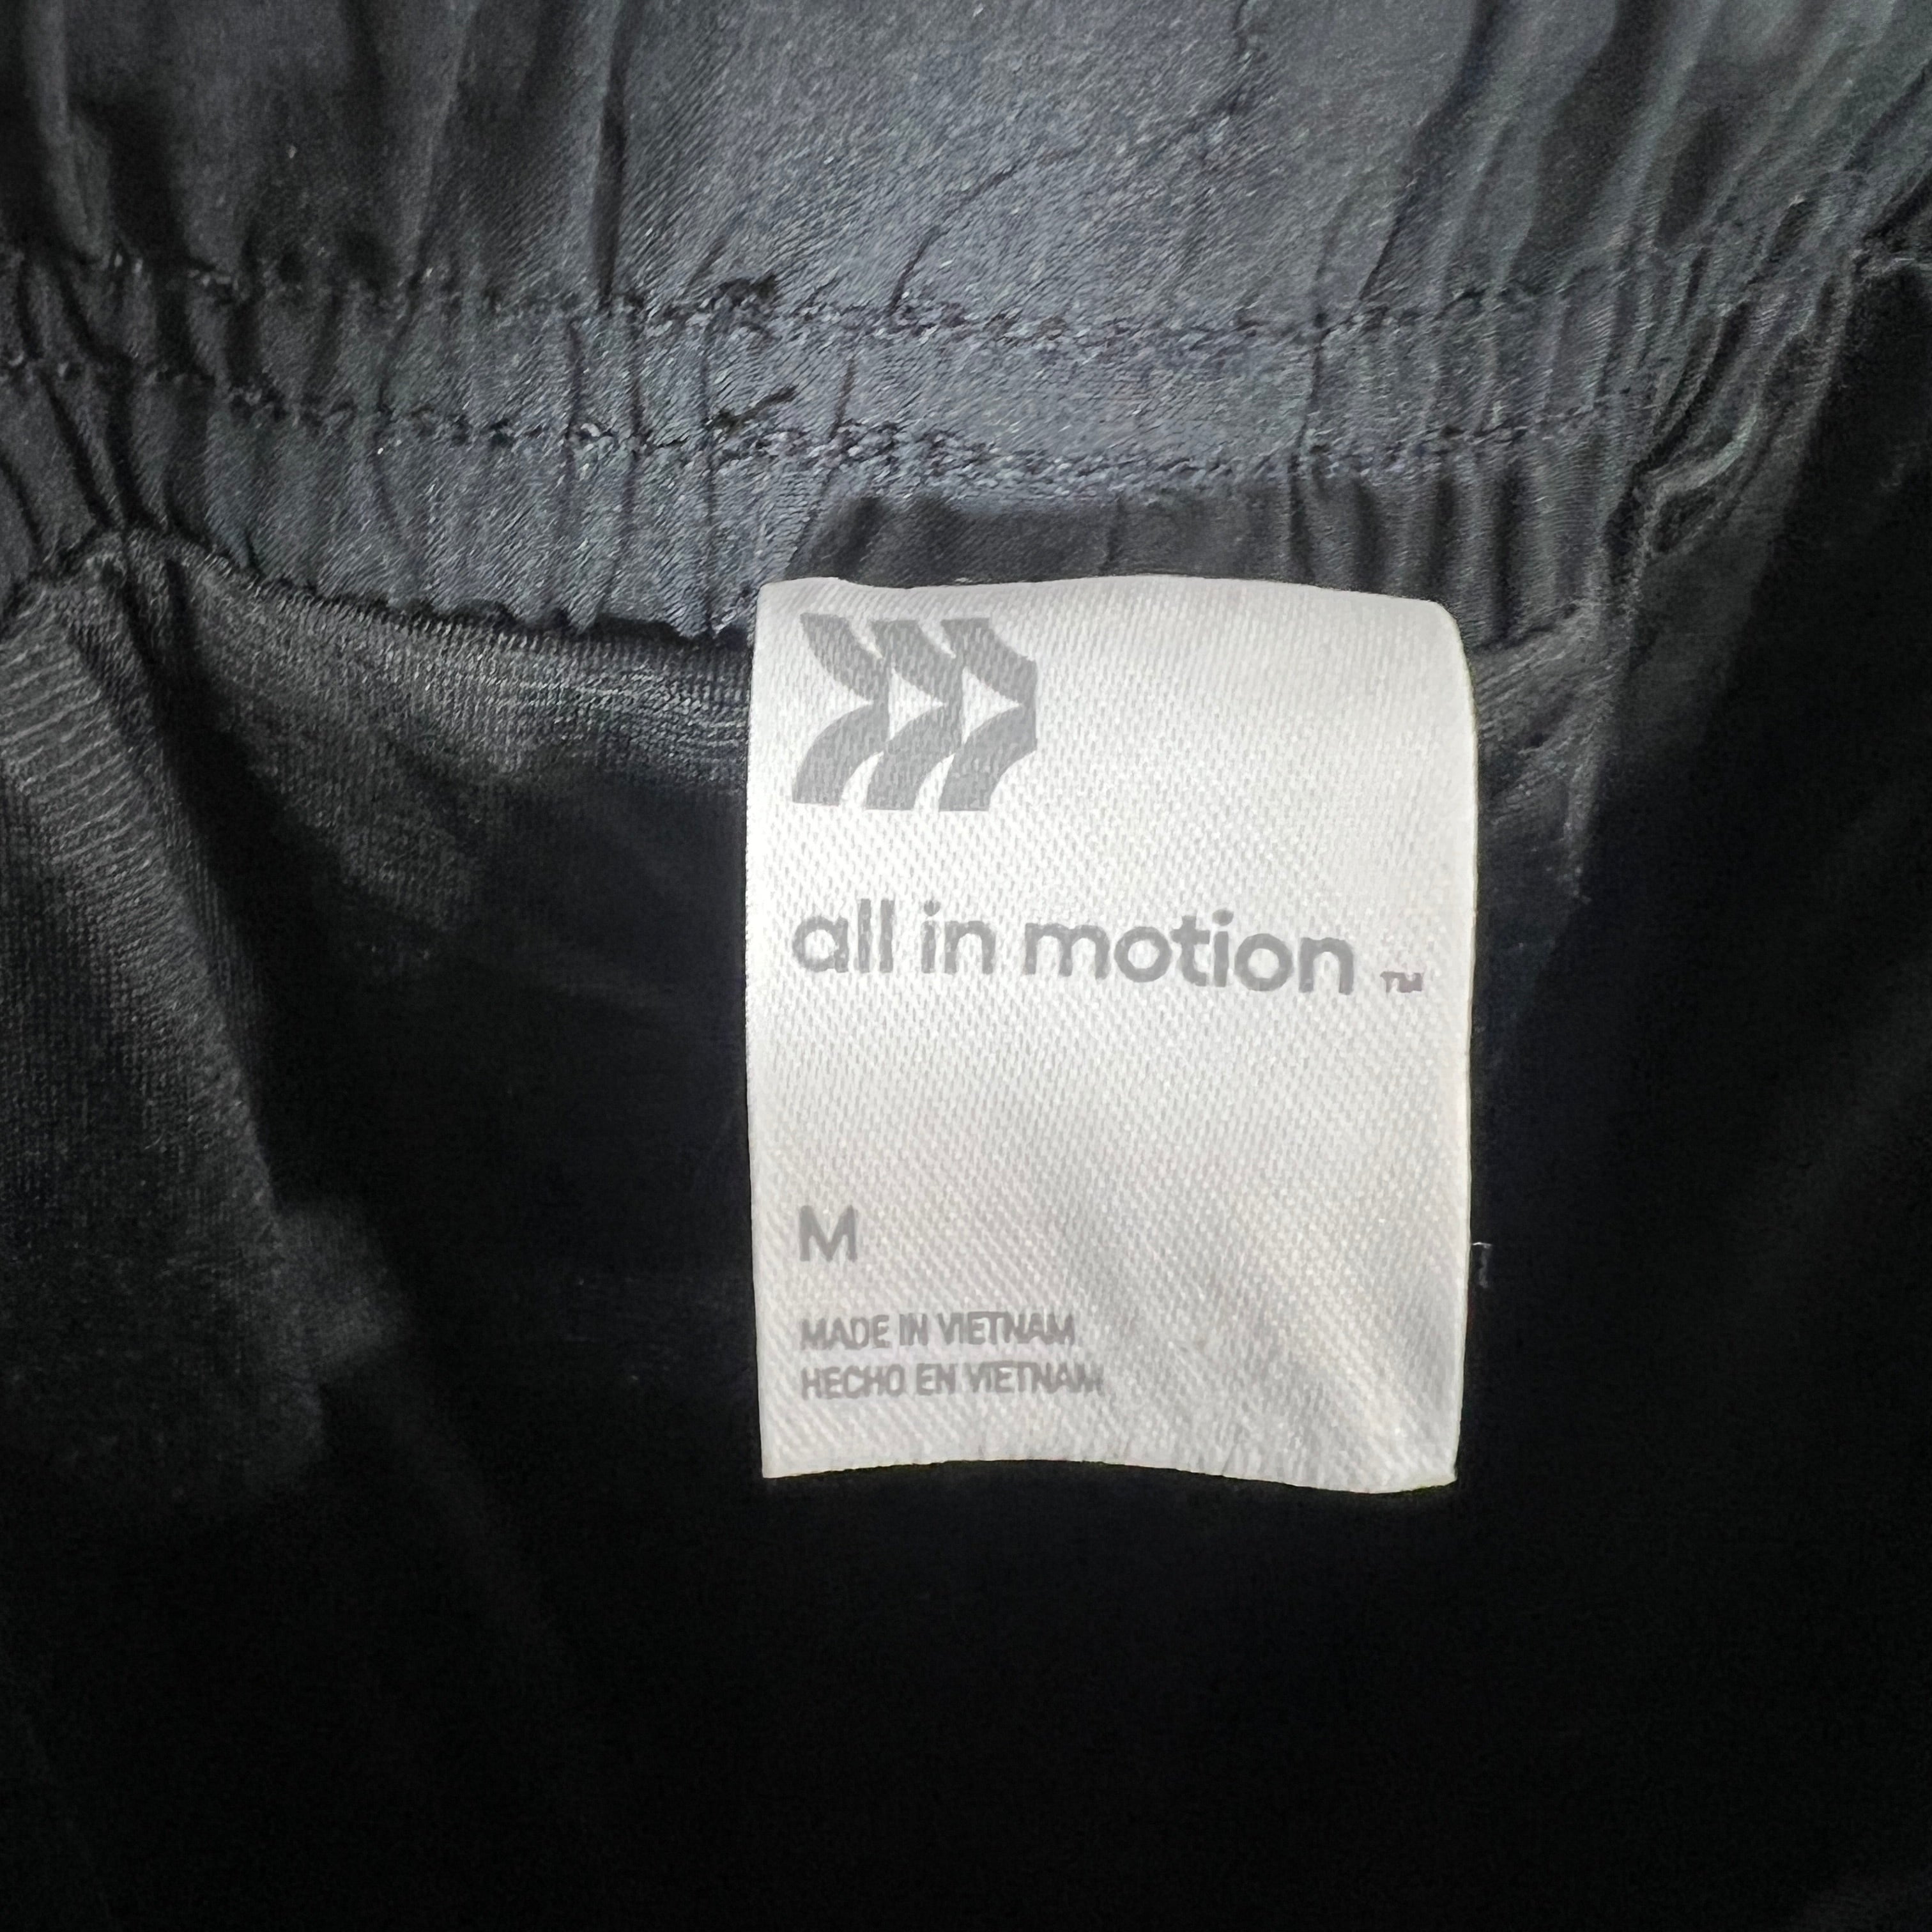 all in motion ™
M
MADE IN VIETNAM
HECHO EN VIETNAM